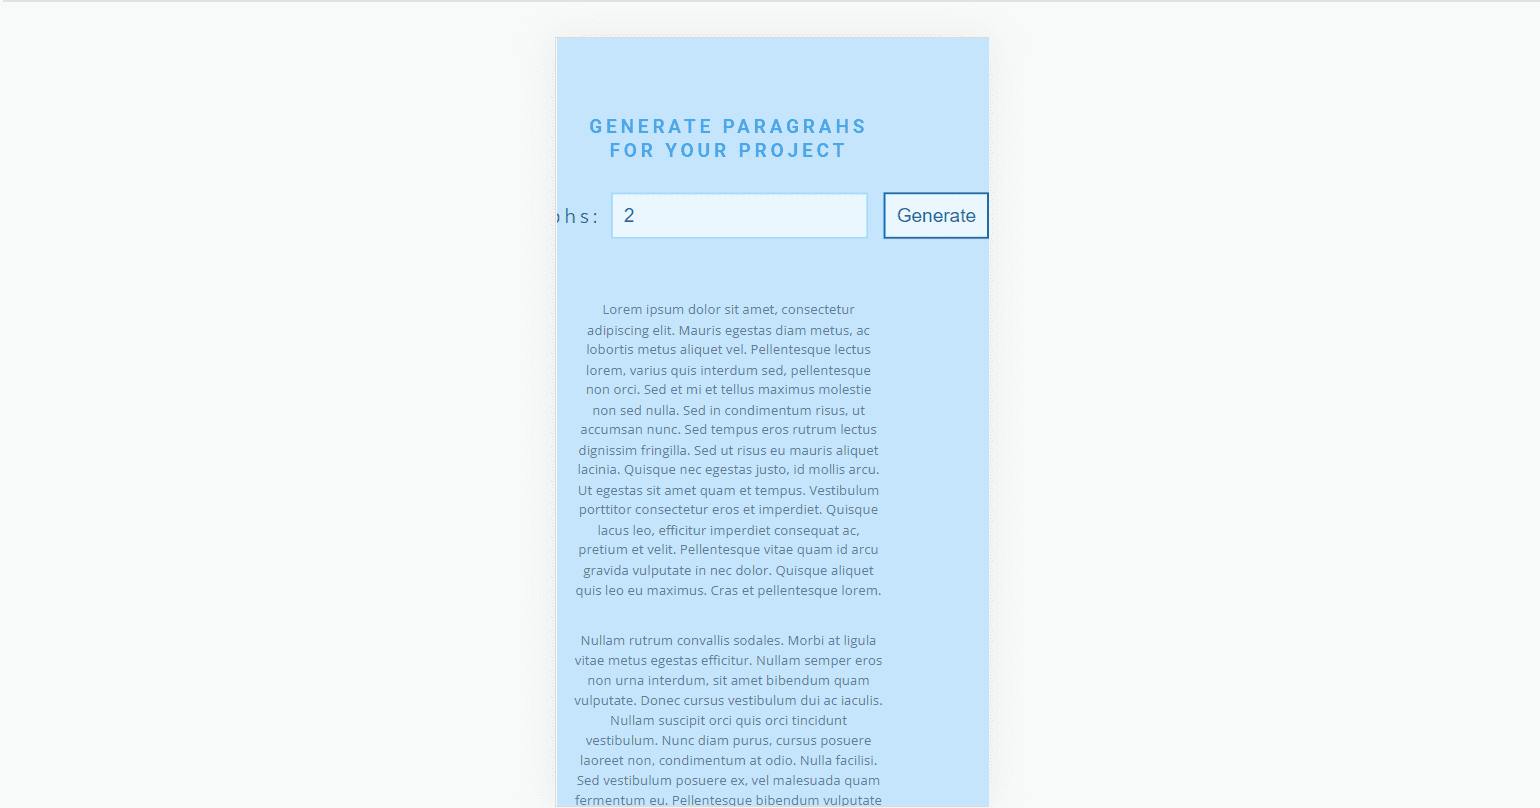 GENERATE PARAGRAHS
FOR YOUR PROJECT
hs:
2
Generate
Lorem ipsum dolor sit amet, consectetur
adipiscing elit. Mauris egestas diam metus, ac
lobortis metus aliquet vel. Pellentesque lectus
lorem, varius quis interdum sed, pellentesque
non orci. Sed et mi et tellus maximus molestie
non sed nulla. Sed in condimentum risus, ut
accumsan nunc. Sed tempus eros rutrum lectus
dignissim fringilla. Sed ut risus eu mauris aliquet
lacinia. Quisque nec egestas justo, id mollis arcu.
Ut egestas sit amet quam et tempus. Vestibulum
porttitor consectetur eros et imperdiet. Quisque
lacus leo, efficitur imperdiet consequat ac,
pretium et velit. Pellentesque vitae quam id arcu
gravida vulputate in nec dolor. Quisque aliquet
quis leo eu maximus. Cras et pellentesque lorem.
Nullam rutrum convallis sodales. Morbi at ligula
vitae metus egestas efficitur. Nullam semper eros
non urna interdum, sit amet bibendum quam
vulputate. Donec cursus vestibulum dui ac iaculis.
Nullam suscipit orci quis orci tincidunt
vestibulum. Nunc diam purus, cursus posuere
laoreet non, condimentum at odio. Nulla facilisi.
Sed vestibulum posuere ex, vel malesuada quam
fermentum eu. Pellentesque bibendum vulputate